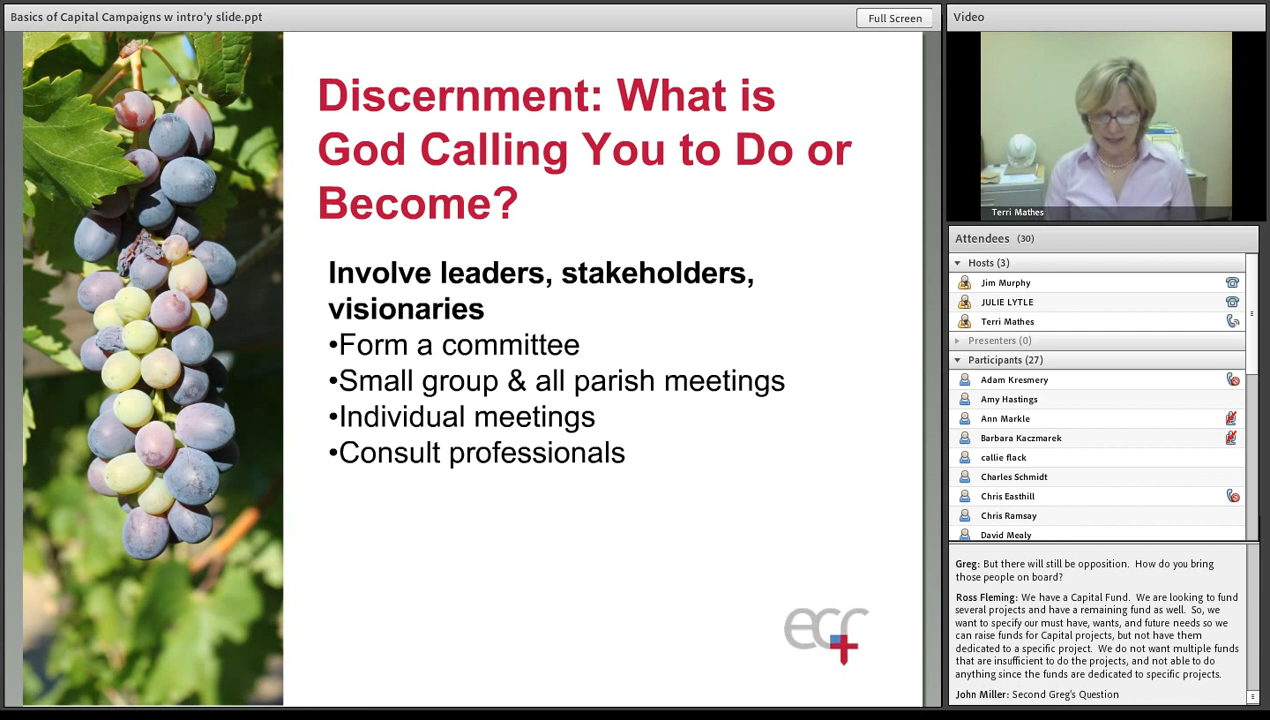 Basics of Capital Campaigns w intro'y slide.ppt
Full Screen
Discernment: What is
God Calling You to Do or
Become?
Involve leaders, stakeholders,
visionaries
•Form a committee
•Small group & all parish meetings
•Individual meetings
•Consult professionals
ecf
Video
Terri Mathes
Attendees (30)
Hosts (3)
Jim Murphy
JULIE LYTLE
Terri Mathes
Presenters (0)
Participants (27)
Adam Kresmery
Amy Hastings
Ann Markle
Barbara Kaczmarek
callie flack
Charles Schmidt
Chris Easthill
Chris Ramsay
David Mealy
Greg: But there will still be opposition. How do you bring
those people on board?
Ross Fleming: We have a Capital Fund. We are looking to fund
several projects and have a remaining fund as well. So, we
want to specify our must have, wants, and future needs so we
can raise funds for Capital projects, but not have them
dedicated to a specific project. We do not want multiple funds
that are insufficient to do the projects, and not able to do
anything since the funds are dedicated to specific projects.
John Miller: Second Greg's Question